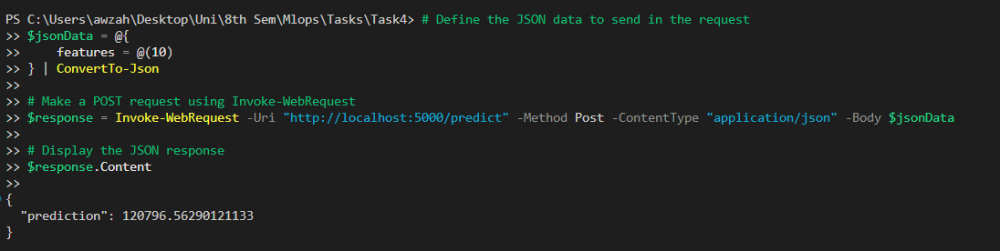 PS C:\Users\awzah\Desktop\Uni\8th Sem\Mlops\Tasks\Task4> # Define the JSON data to send in the request
>> $jsonData = @{
>>     features = @(10)
>> } | ConvertTo-Json
>>
>> # Make a POST request using Invoke-WebRequest
>> $response = Invoke-WebRequest -Uri "http://localhost:5000/predict" -Method Post -ContentType "application/json" -Body $jsonData
>>
>> # Display the JSON response
>> $response.Content
>>
{
  "prediction": 120796.56290121133
}